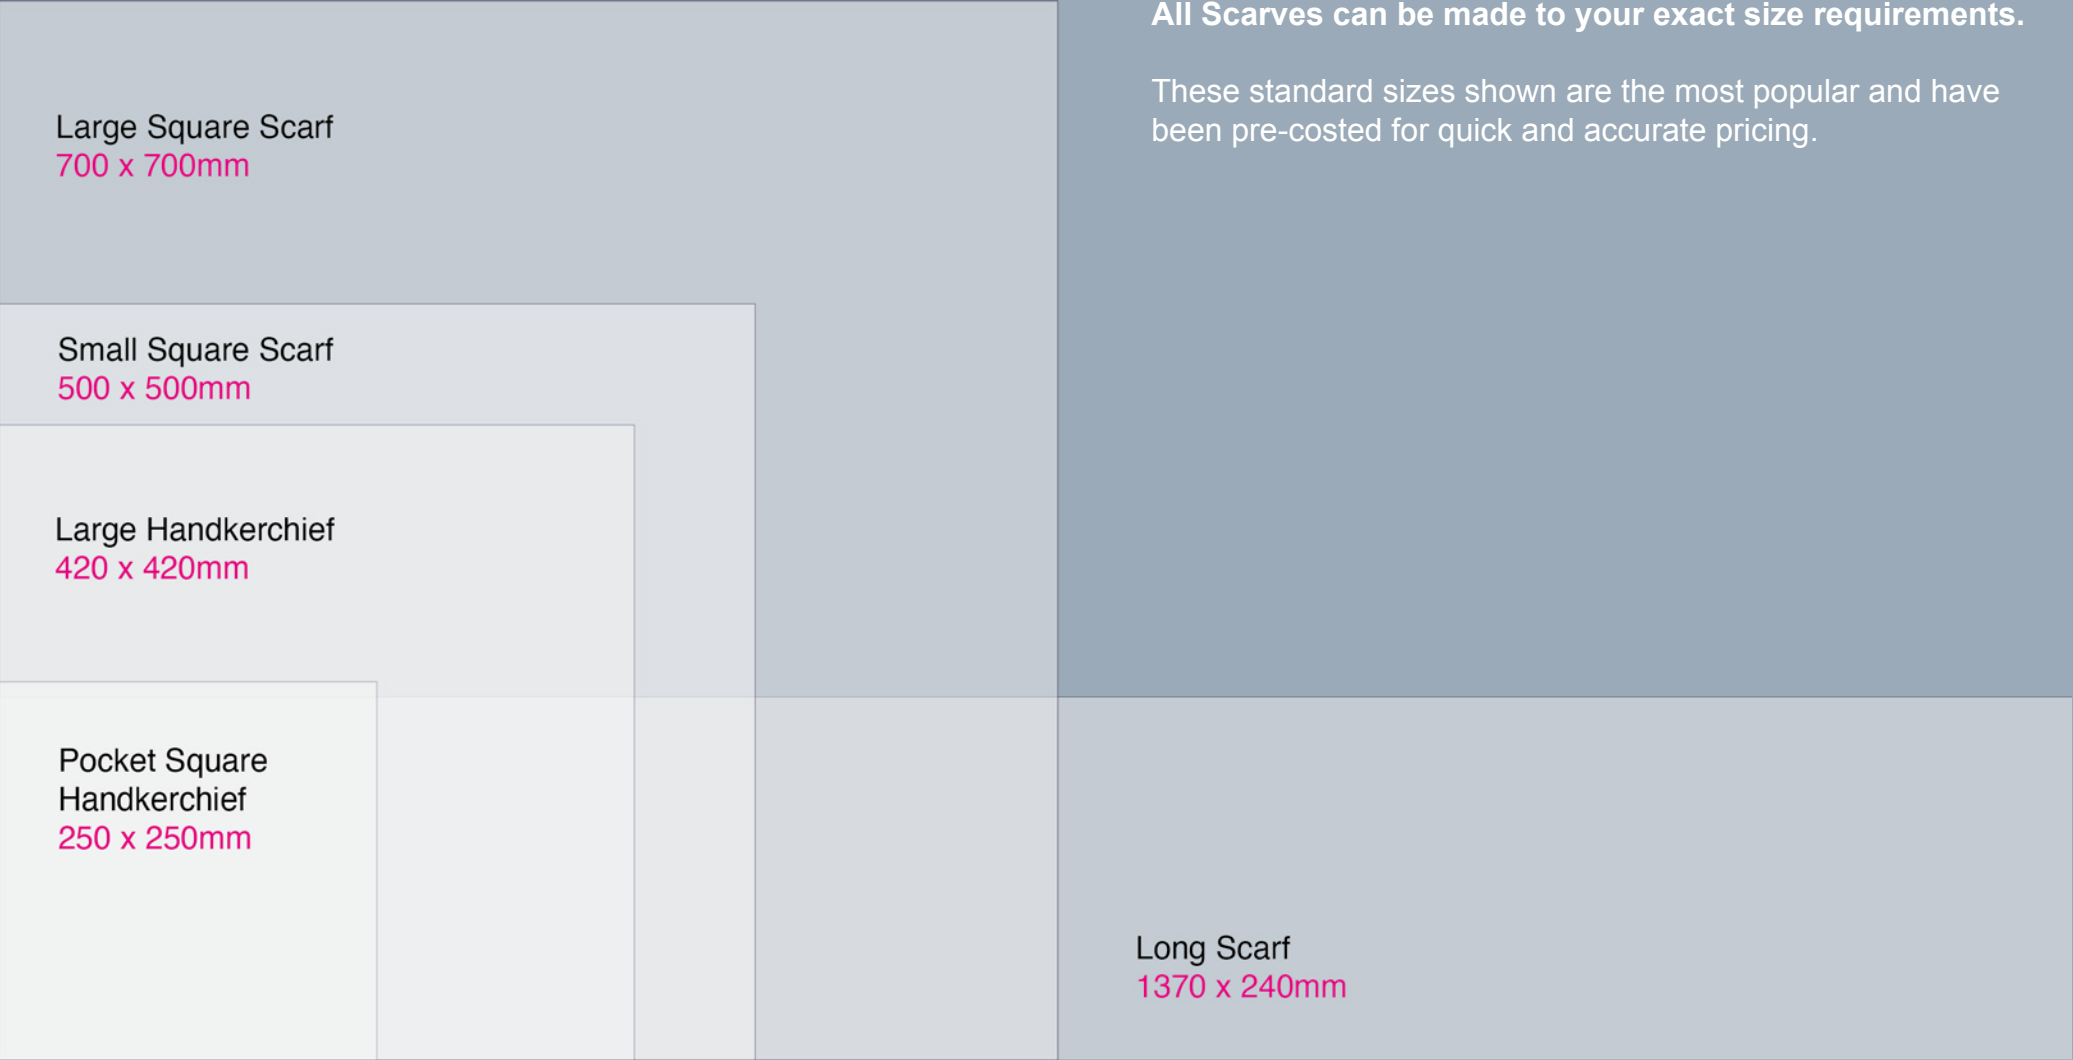 All Scarves can be made to your exact size requirements.
These standard sizes shown are the most popular and have
been pre-costed for quick and accurate pricing.
Large Square Scarf
700 x 700mm
Small Square Scarf
500 x 500mm
Large Handkerchief
420 x 420mm
Pocket Square
Handkerchief
250 x 250mm
Long Scarf
1370 x 240mm